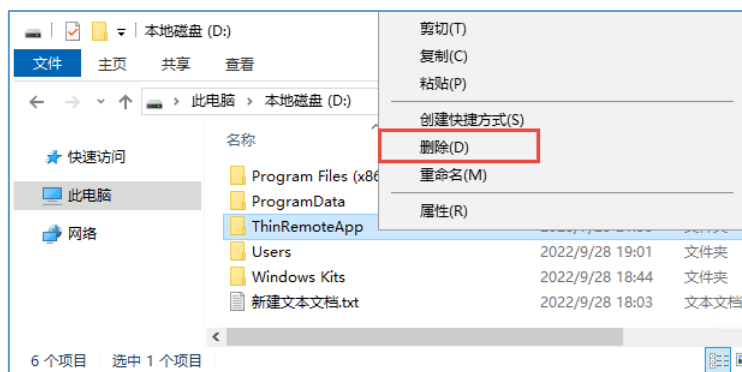 本地磁盘 (D:)
文件 主页 共享 查看
此电脑 本地磁盘 (D:)
剪切(T)
复制(C)
粘贴(P)
创建快捷方式(S)
删除(D)
重命名(M)
属性(R)
快速访问
此电脑
网络
名称
Program Files (x86
ProgramData
ThinRemoteApp
Users 2022/9/28 19:01 文件夹
Windows Kits 2022/9/28 18:44 文件夹
新建文本文档.txt 2022/9/28 18:03 文本文档
6 个项目 选中 1 个项目